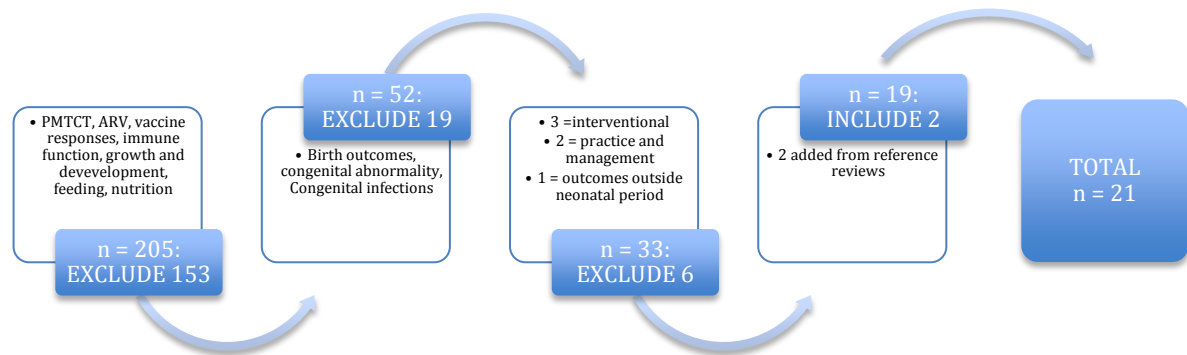 • PMTCT, ARV, vaccine
responses, immune
function, growth and
devevelopment,
feeding, nutrition
n = 205:
EXCLUDE 153
n = 52:
EXCLUDE 19
• Birth outcomes,
congenital abnormality,
Congenital infections
• 3 =interventional
• 2 = practice and
management
• 1 = outcomes outside
neonatal period
n = 33:
EXCLUDE 6
n = 19:
INCLUDE 2
• 2 added from reference
reviews
TOTAL
n = 21